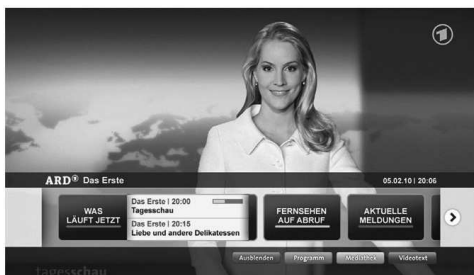 1
ARD® Das Erste
05.02.10 | 20:06
WAS
LÄUFT JETZT
Das Erste | 20:00
Tagesschau
Das Erste | 20:15
Liebe und andere Delikatessen
FERNSEHEN
AUF ABRUF
AKTUELLE
MELDUNGEN
Ausblenden
Programm
Mediathek
Videotext
tagesschau